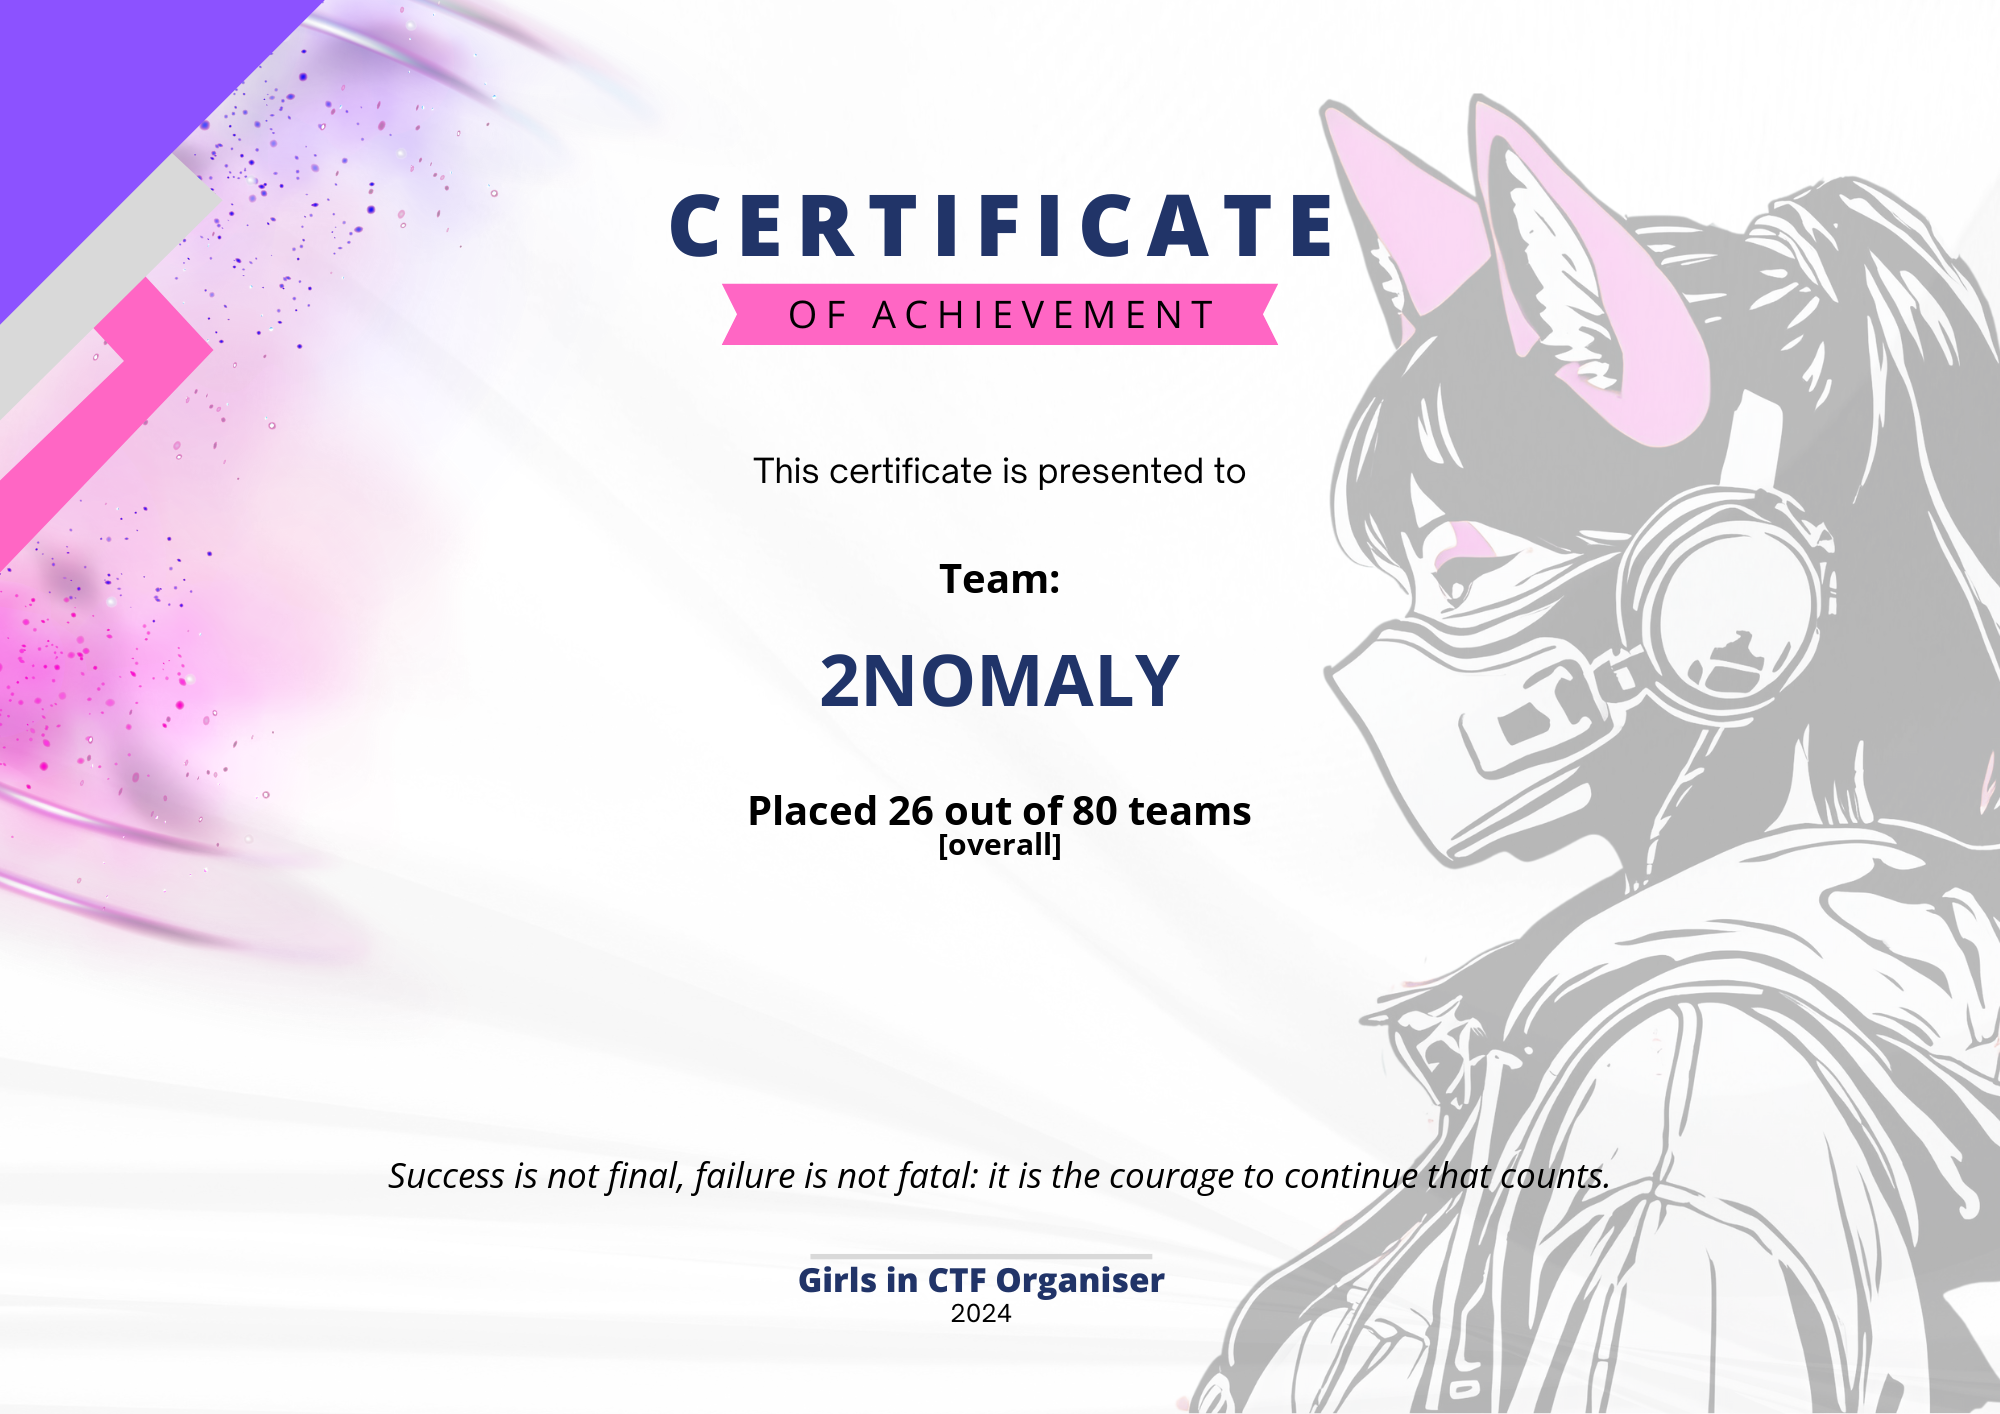 CERTIFICATE
OF ACHIEVEMENT
This certificate is presented to
Team:
2NOMALY
Placed 26 out of 80 teams
[overall]
Success is not final, failure is not fatal: it is the courage to continue that counts.
Girls in CTF Organiser
2024